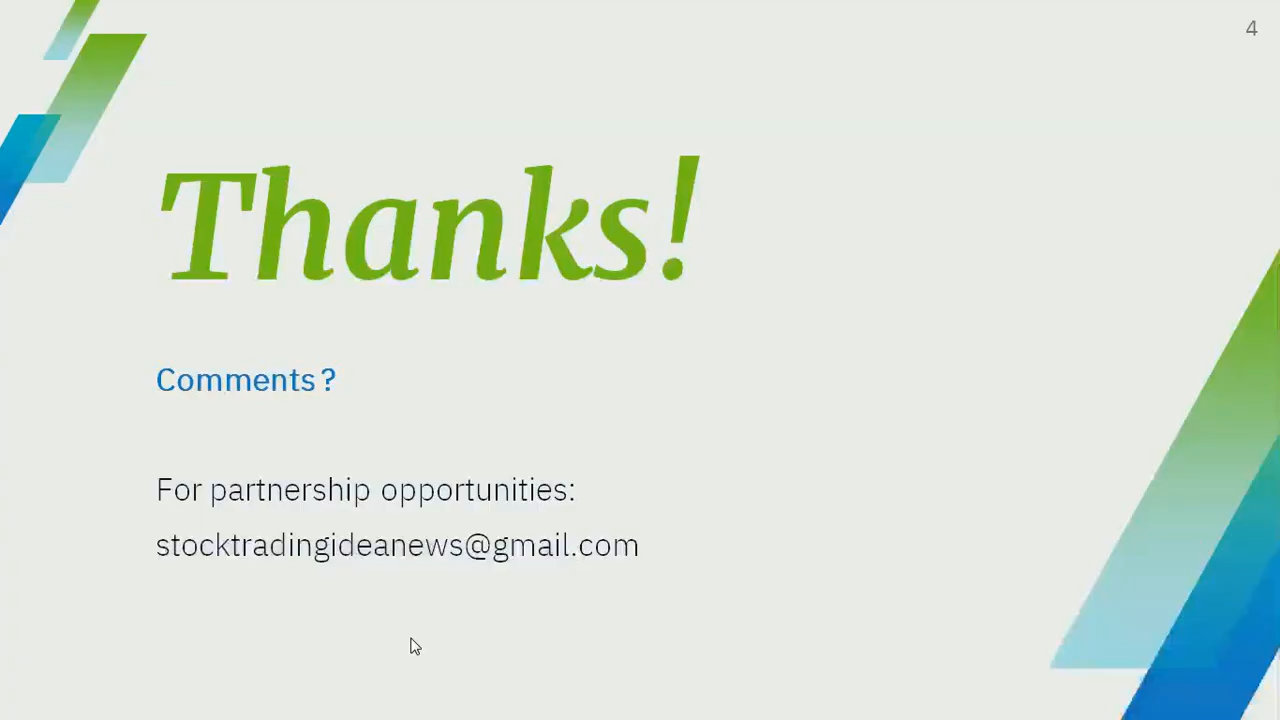 4
Thanks!
Comments?
For partnership opportunities:
stocktradingideanews@gmail.com